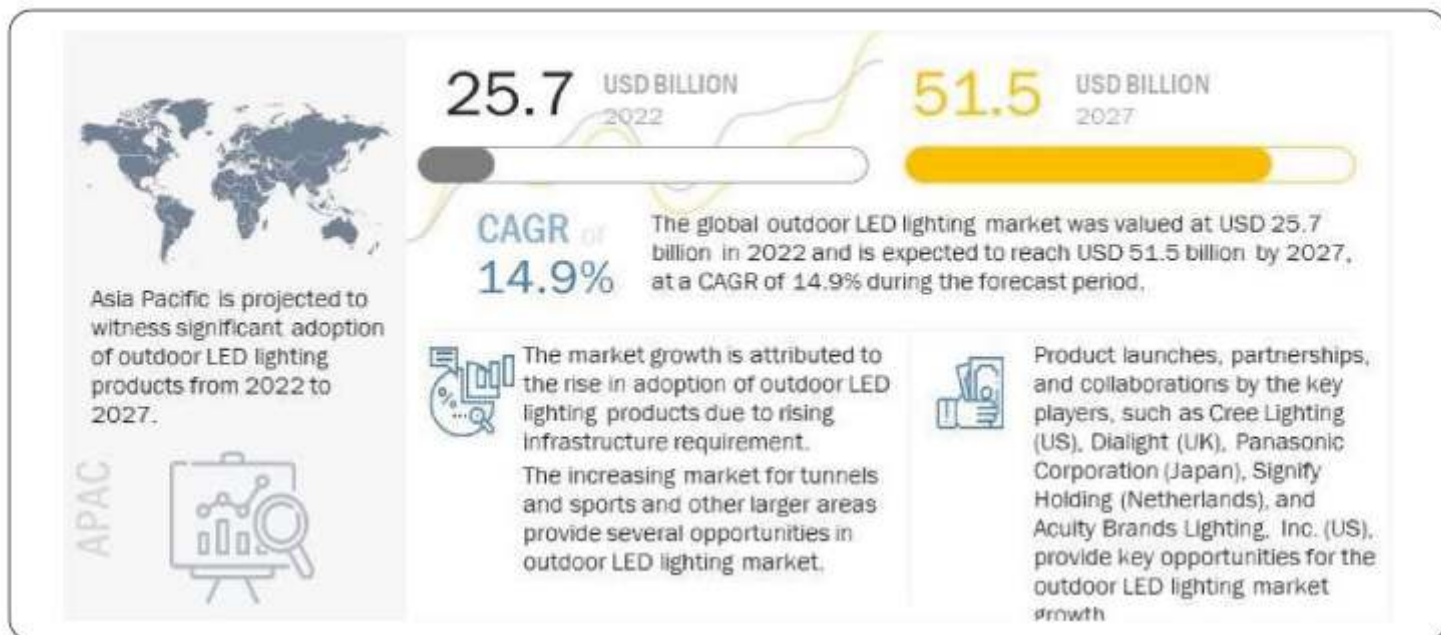 25.7 USD BILLION
2022
51.5 USD BILLION
2027
CAGR of
14.9%
The global outdoor LED lighting market was valued at USD 25.7
billion in 2022 and is expected to reach USD 51.5 billion by 2027,
at a CAGR of 14.9% during the forecast period.
Asia Pacific is projected to
witness significant adoption
of outdoor LED lighting
products from 2022 to
2027.
APAC
The market growth is attributed to
the rise in adoption of outdoor LED
lighting products due to rising
infrastructure requirement.
The increasing market for tunnels
and sports and other larger areas
provide several opportunities in
outdoor LED lighting market.
Product launches, partnerships,
and collaborations by the key
players, such as Cree Lighting
(US), Dialight (UK), Panasonic
Corporation (Japan), Signify
Holding (Netherlands), and
Acuity Brands Lighting, Inc. (US),
provide key opportunities for the
outdoor LED lighting market
growth